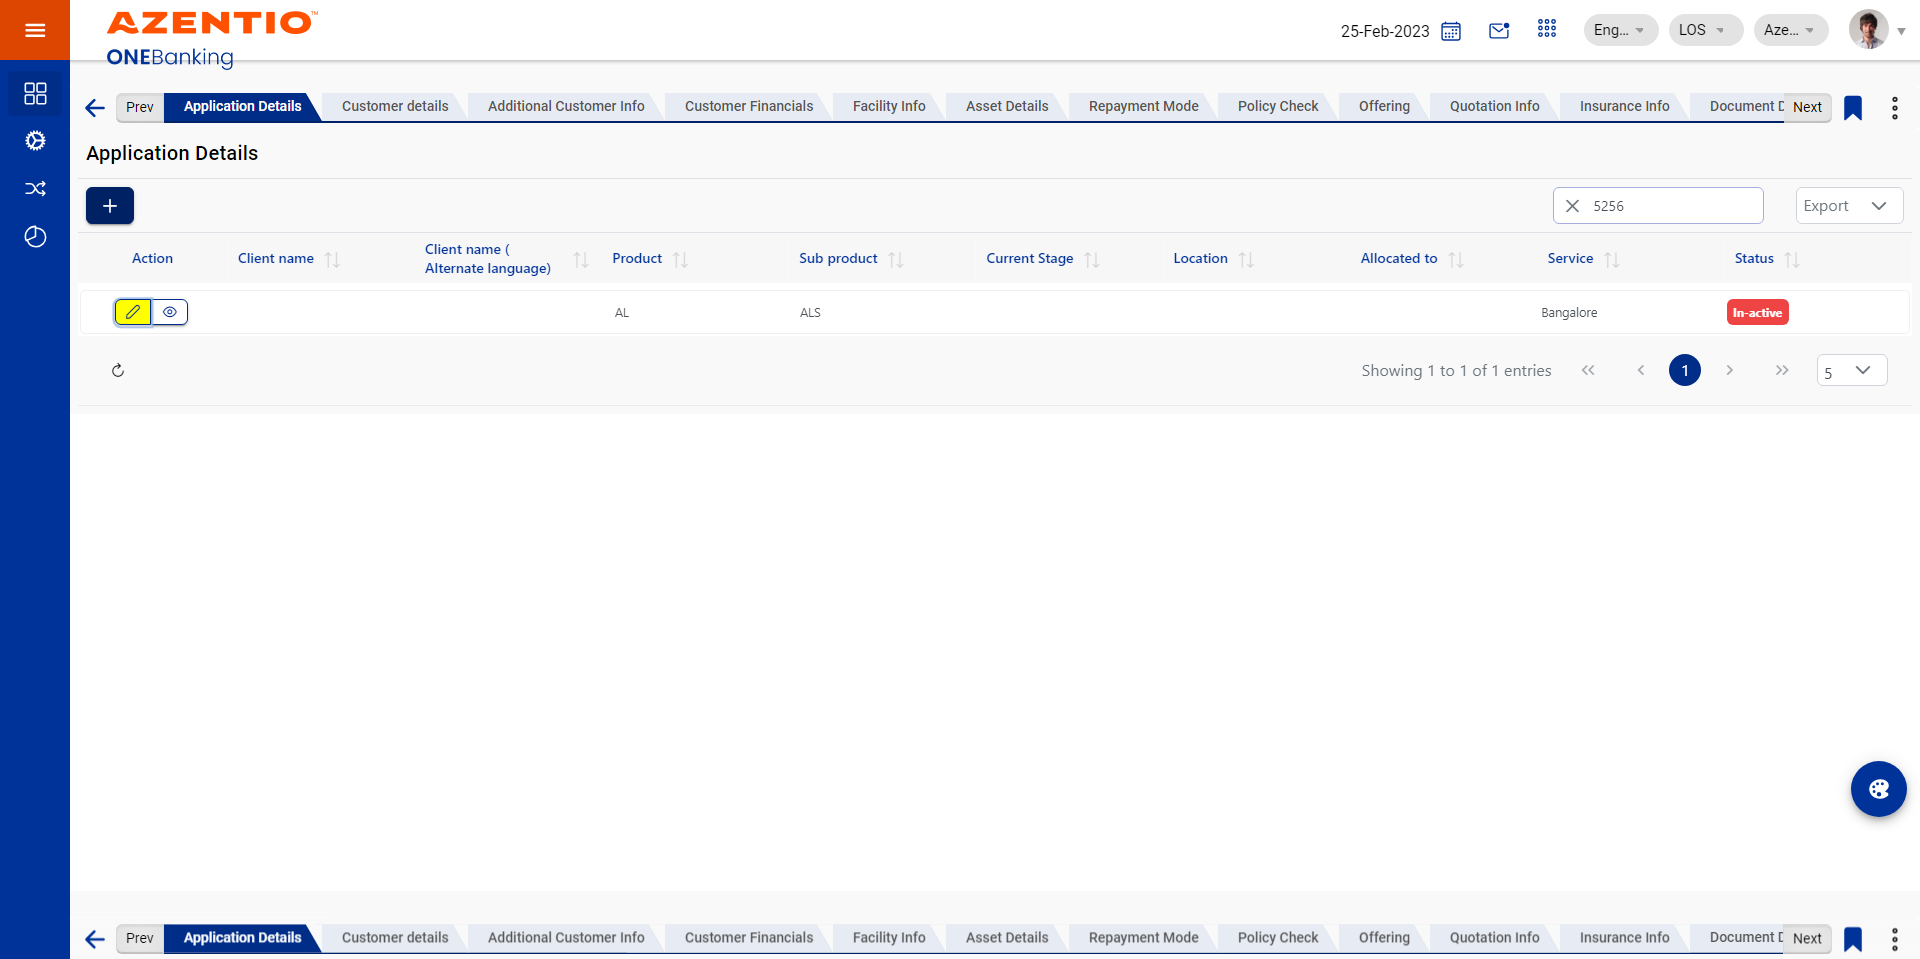 AZENTIO™
ONEBanking
25-Feb-2023
Eng...
LOS
Aze...
Prev
Application Details
Customer details
Additional Customer Info
Customer Financials
Facility Info
Asset Details
Repayment Mode
Policy Check
Offering
Quotation Info
Insurance Info
Document D
Next
Application Details
5256
Export
Action
Client name
Client name (
Alternate language)
Product
Sub product
Current Stage
Location
Allocated to
Service
Status
AL
ALS
Bangalore
In-active
Showing 1 to 1 of 1 entries
1
5
Prev
Application Details
Customer details
Additional Customer Info
Customer Financials
Facility Info
Asset Details
Repayment Mode
Policy Check
Offering
Quotation Info
Insurance Info
Document D
Next